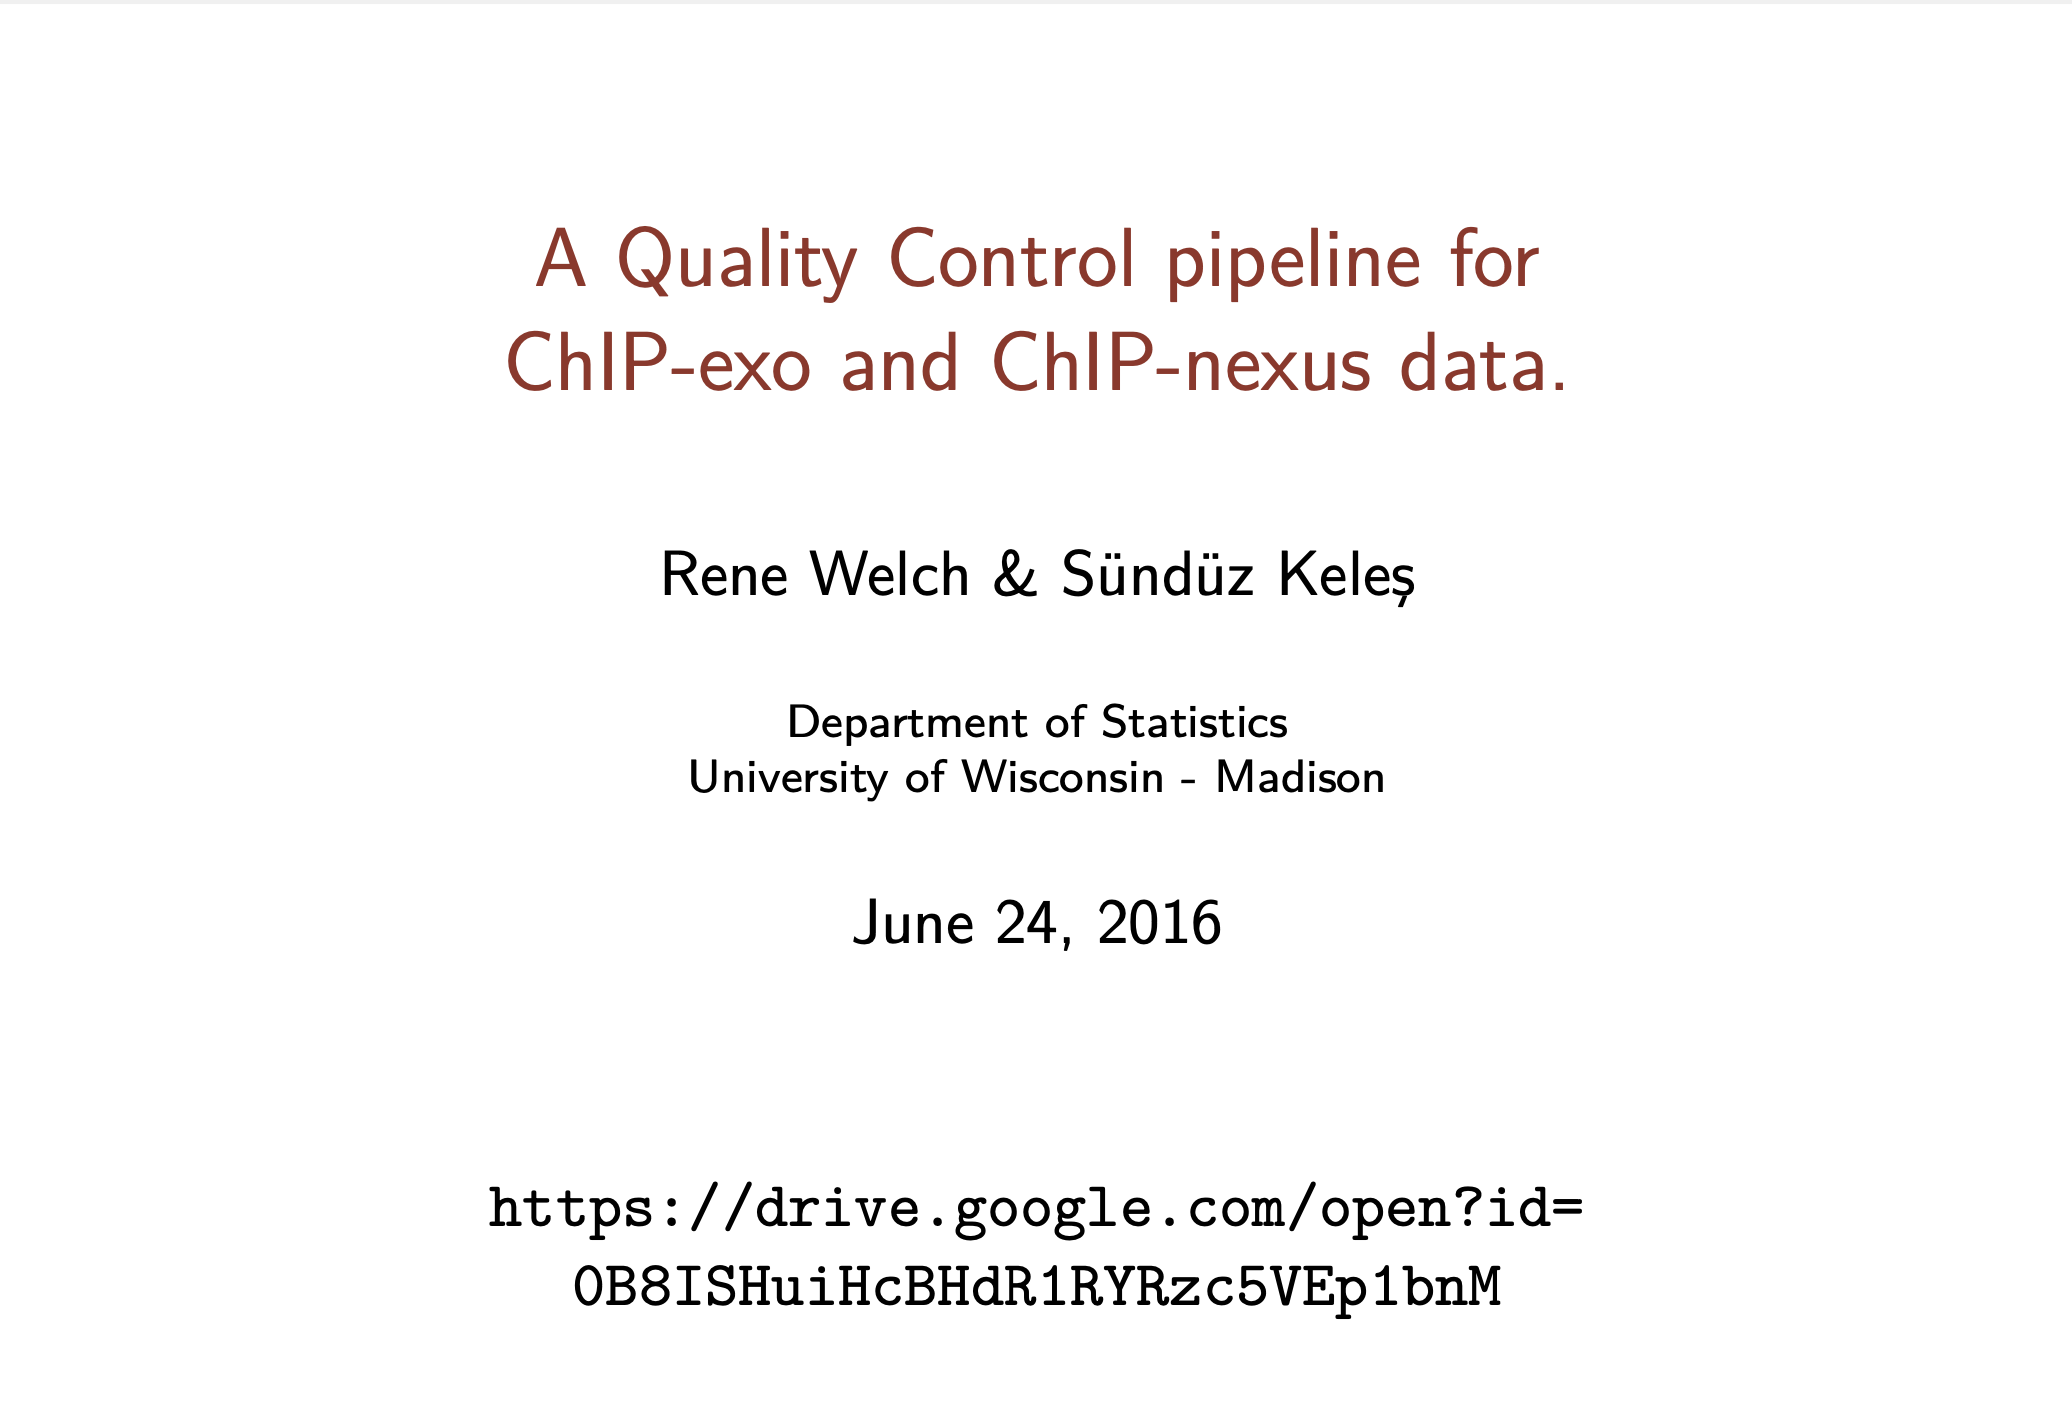 A Quality Control pipeline for
ChIP-exo and ChIP-nexus data.
Rene Welch & Sündüz Keleş
Department of Statistics
University of Wisconsin - Madison
June 24, 2016
https://drive.google.com/open?id=
0B8ISHuiHcBHdR1RYRzc5VEp1bnM